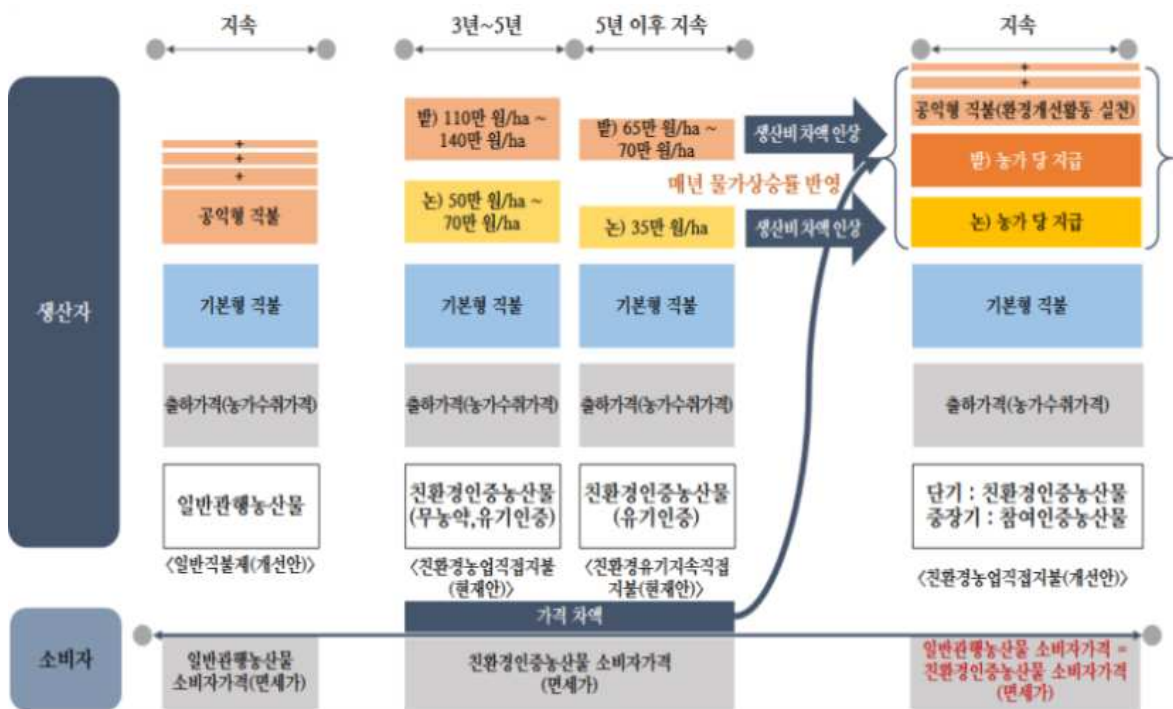 지속
3년~5년
5년 이후 지속
지속
생산자
+
+
+
공익형 직불
기본형 직불
출하가격(농가수취가격)
일반관행농산물
〈일반직불제(개선안)〉
밭) 110만 원/ha ~
140만 원/ha
논) 50만 원/ha ~
70만 원/ha
기본형 직불
출하가격(농가수취가격)
친환경인증농산물
(무농약,유기인증)
〈친환경농업직접지불
(현재안)〉
밭) 65만 원/ha ~
70만 원/ha
논) 35만 원/ha
기본형 직불
출하가격(농가수취가격)
친환경인증농산물
(유기인증)
〈친환경유기지속직접
지불(현재안)〉
생산비 차액 인상
매년 물가상승률 반영
생산비 차액 인상
+
+
공익형 직불(환경개선활동 실천)
밭) 농가 당 지급
논) 농가 당 지급
기본형 직불
출하가격(농가수취가격)
단기 : 친환경인증농산물
중장기 : 참여인증농산물
〈친환경농업직접지불(개선안)〉
소비자
가격 차액
일반관행농산물
소비자가격(면세가)
친환경인증농산물 소비자가격
(면세가)
일반관행농산물 소비자가격 =
친환경인증농산물 소비자가격
(면세가)